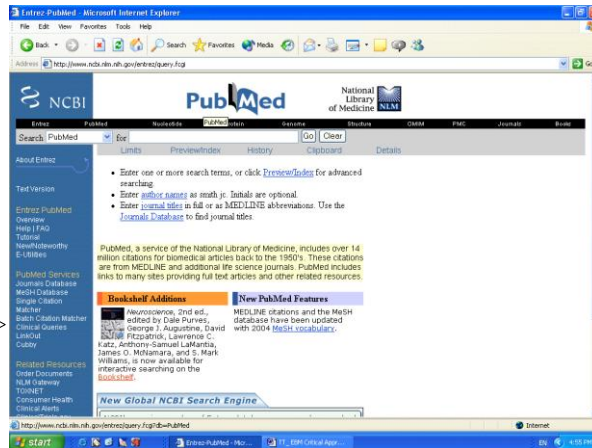 Entrez-PubMed - Microsoft Internet Explorer
File Edit View Favorites Tools Help
Back Search Favorites Media
Address http://www.ncbi.nlm.nih.gov/entrez/query.fcgi Go
NCBI
PubMed
National
Library
of Medicine NLM
Entrez PubMed Nucleotide Protein Genome Structure OMIM PMC Journals Books
PubMed
Search PubMed for Go Clear
Limits Preview/Index History Clipboard Details
About Entrez
Text Version
Entrez PubMed
Overview
Help | FAQ
Tutorial
New/Noteworthy
E-Utilities
PubMed Services
Journals Database
MeSH Database
Single Citation
Matcher
Batch Citation Matcher
Clinical Queries
LinkOut
Cubby
Related Resources
Order Documents
NLM Gateway
TOXNET
Consumer Health
Clinical Alerts
• Enter one or more search terms, or click Preview/Index for advanced
searching.
• Enter author names as smith jc. Initials are optional.
• Enter journal titles in full or as MEDLINE abbreviations. Use the
Journals Database to find journal titles.
PubMed, a service of the National Library of Medicine, includes over 14
million citations for biomedical articles back to the 1950's. These citations
are from MEDLINE and additional life science journals. PubMed includes
links to many sites providing full text articles and other related resources.
Bookshelf Additions
Neuroscience, 2nd ed.,
edited by Dale Purves,
George J. Augustine, David
Fitzpatrick, Lawrence C.
Katz, Anthony-Samuel LaMantia,
James O. McNamara, and S. Mark
Williams, is now available for
interactive searching on the
Bookshelf.
New PubMed Features
MEDLINE citations and the MeSH
database have been updated
with 2004 MeSH vocabulary.
New Global NCBI Search Engine
>
http://www.ncbi.nlm.nih.gov/entrez/query.fcgi?db=PubMed Internet
start Entrez-PubMed - Micr... TT_ EBM Critical Appr... EN 4:55 PM